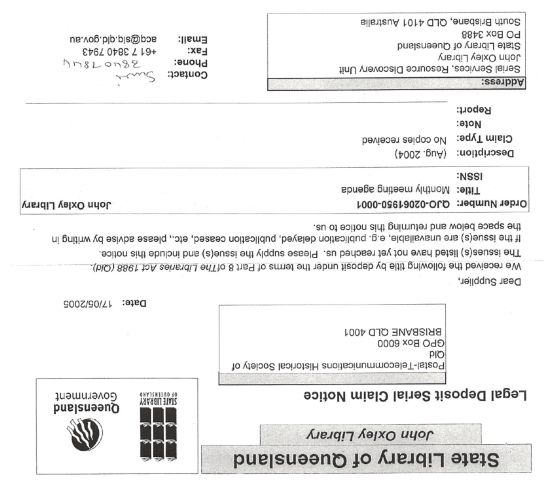 State Library of Queensland
John Oxley Library
STATE LIBRARY
OF QUEENSLAND
Queensland
Government
Legal Deposit Serial Claim Notice
Postal-Telecommunications Historical Society of
Qld
GPO Box 6000
BRISBANE QLD 4001
Date: 17/05/2005
Dear Supplier,
We received the following title by deposit under the terms of Part 8 ofThe Libraries Act 1988 (Qld).
The issue(s) listed have not yet reached us. Please supply the issue(s) and include this notice.
If the issue(s) are unavailable, e.g. publication delayed, publication ceased, etc., please advise by writing in
the space below and returning this notice to us.
Order Number: QJO-02061950-0001 John Oxley Library
Title: Monthly meeting agenda
ISSN:
Description: (Aug. 2004)
Claim Type: No copies received
Note:
Report:
Address:
Serial Services, Resource Discovery Unit
John Oxley Library
State Library of Queensland
PO Box 3488
South Brisbane, QLD 4101 Australia
Contact:
Phone: 3840 7844
Fax: +61 7 3840 7943
Email: acq@slq.qld.gov.au